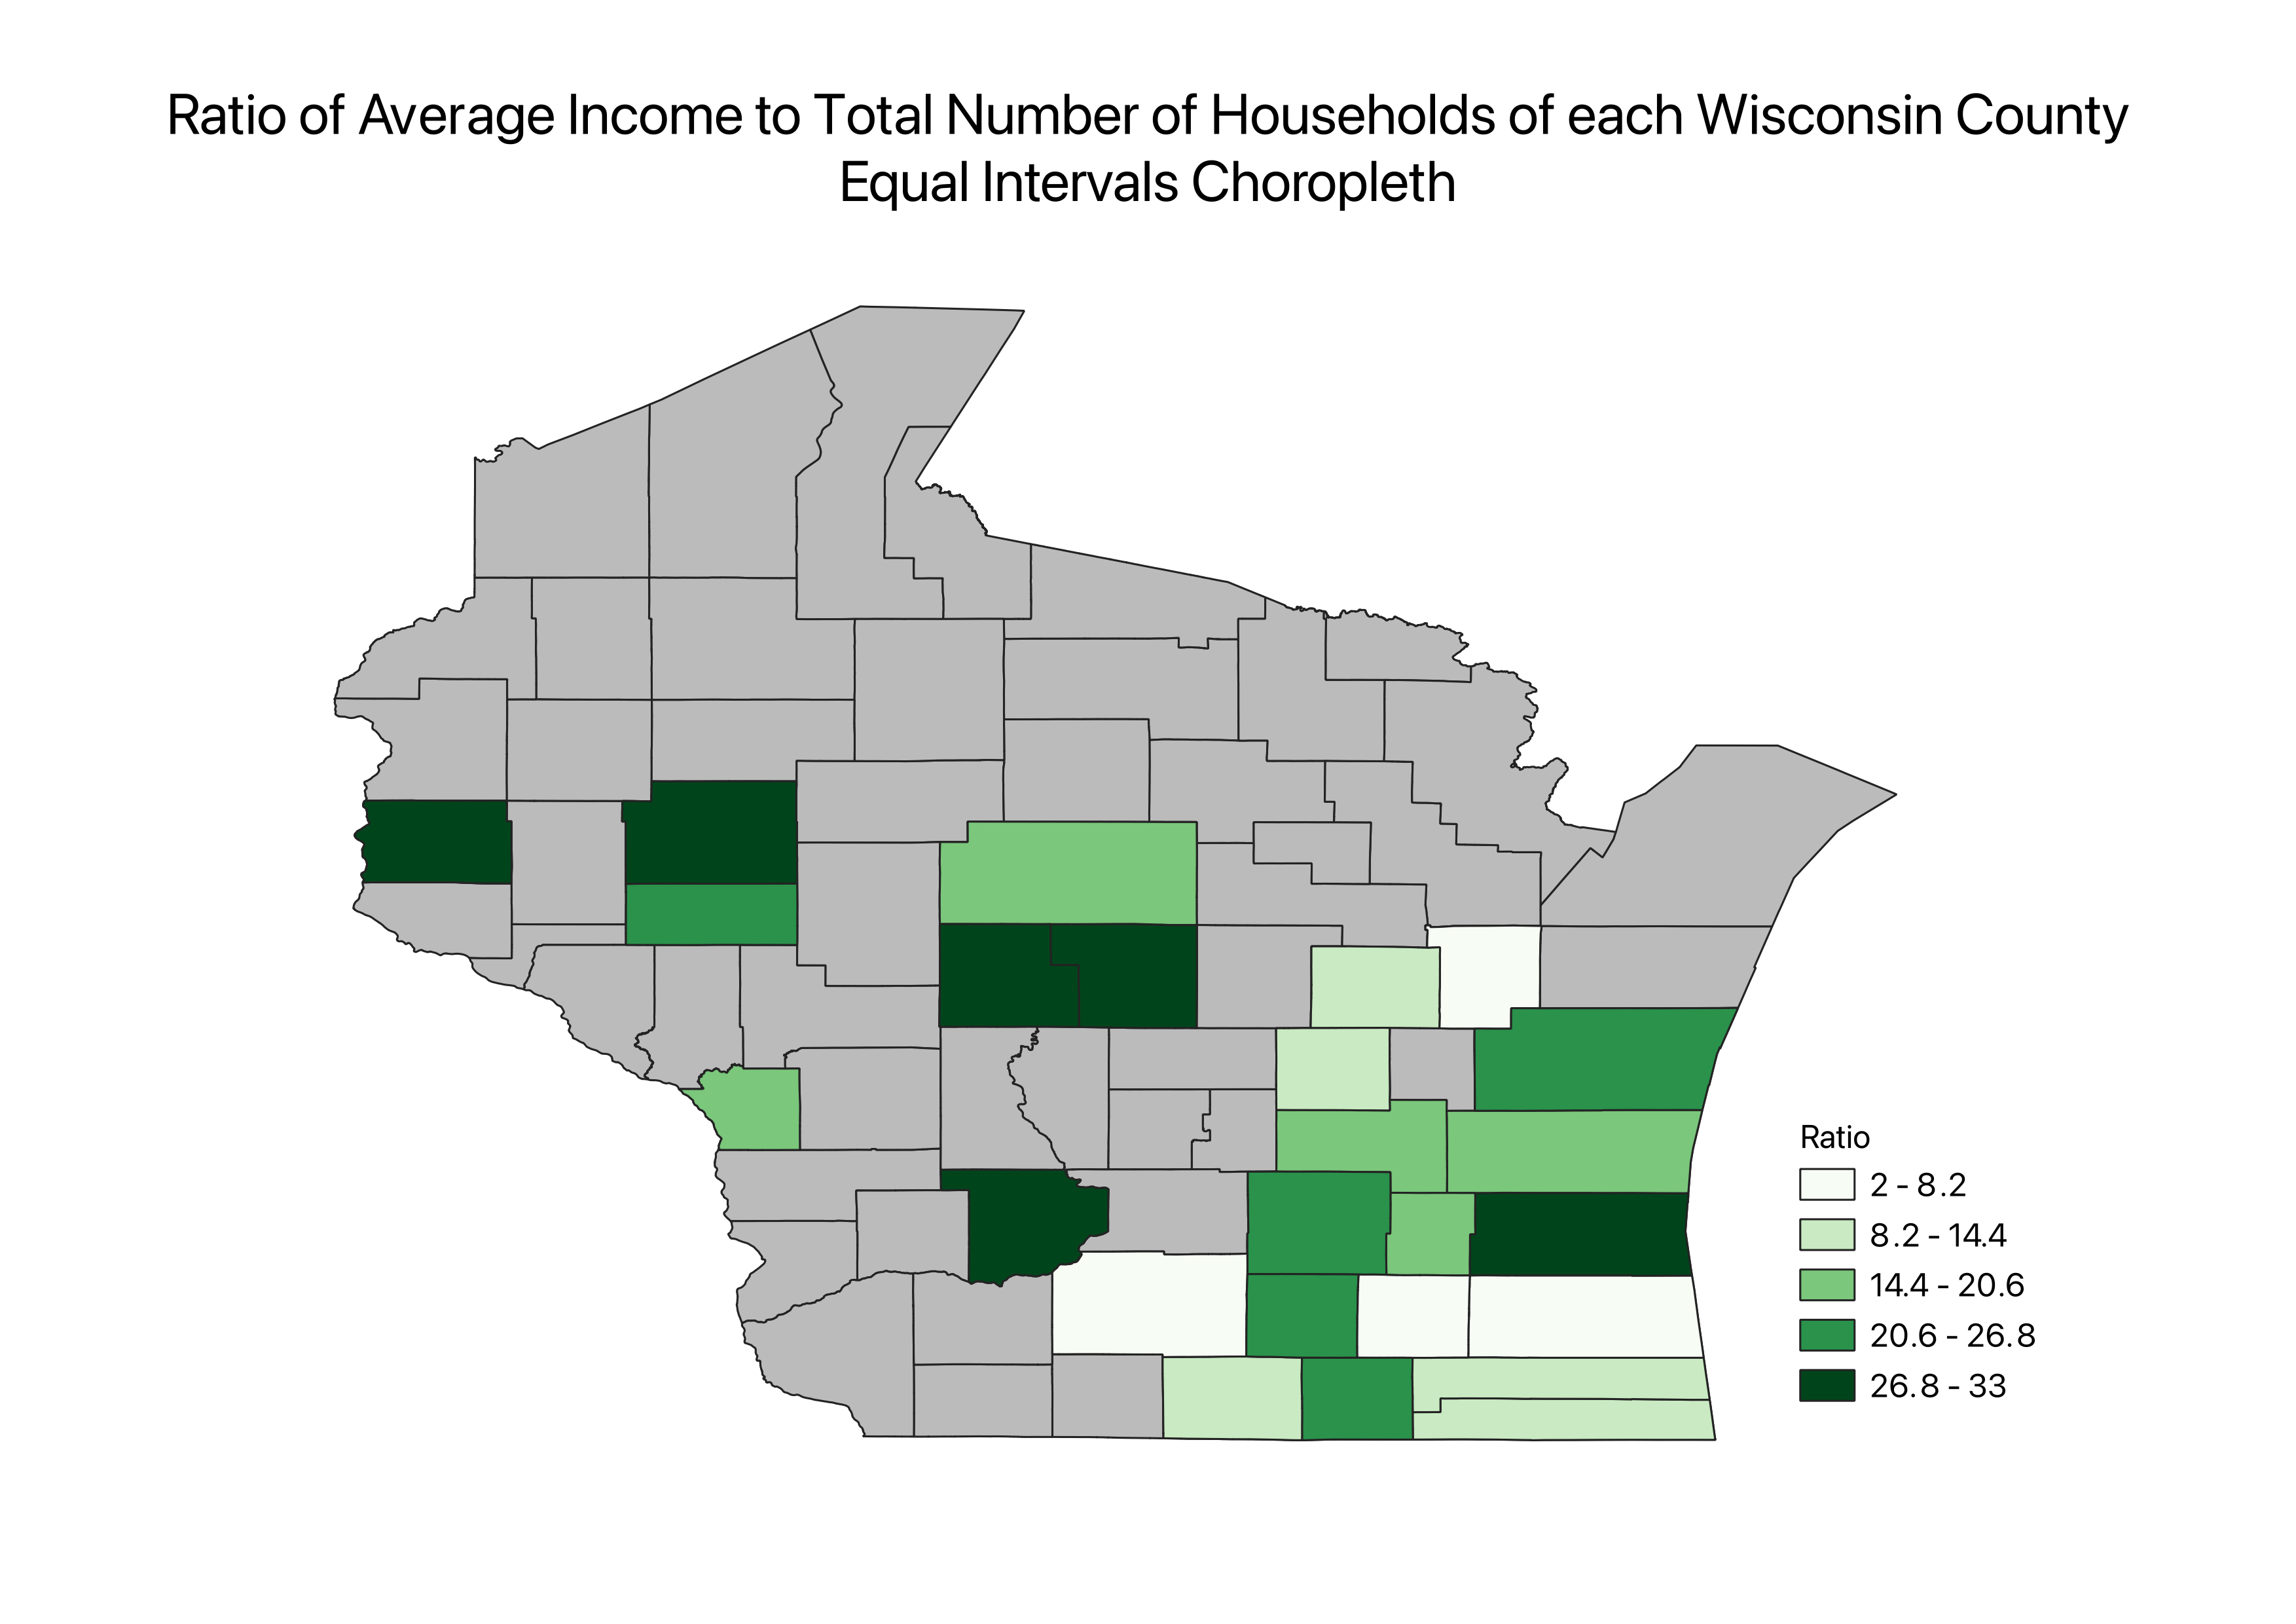 Ratio of Average Income to Total Number of Households of each Wisconsin County
Equal Intervals Choropleth
Ratio
2 - 8.2
8.2 - 14.4
14.4 - 20.6
20.6 - 26.8
26.8 - 33